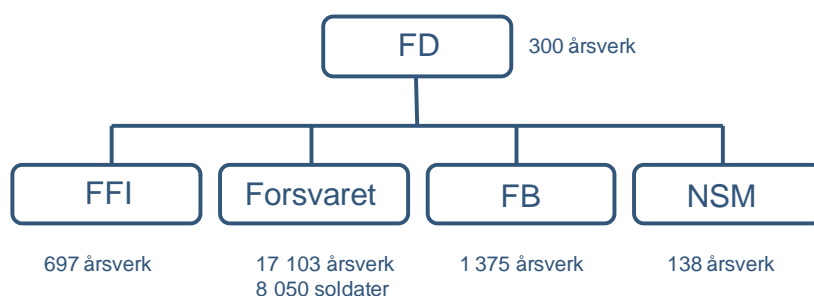 FD
300 årsverk
FFI
Forsvaret
FB
NSM
697 årsverk
17 103 årsverk
8 050 soldater
1 375 årsverk
138 årsverk